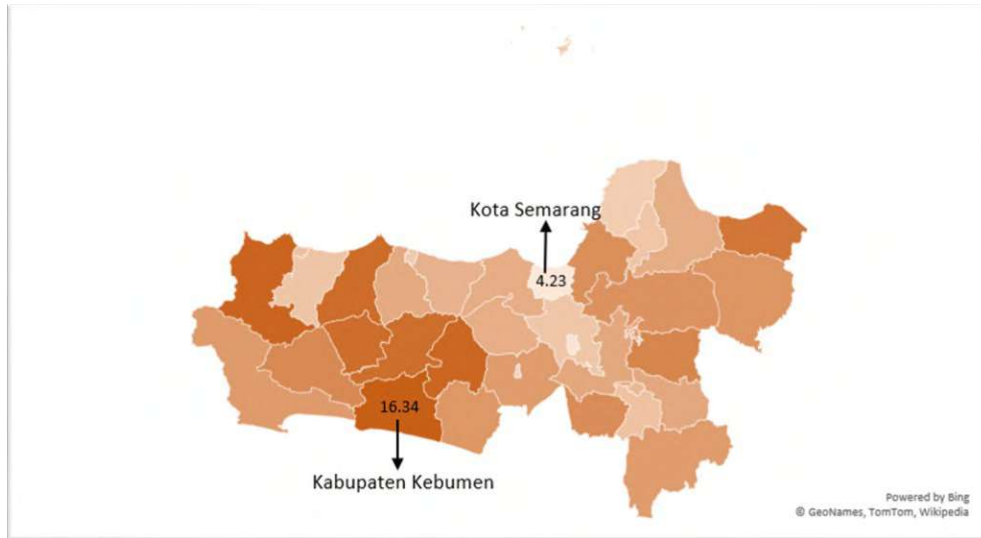 Kota Semarang
4.23
16.34
Kabupaten Kebumen
Powered by Bing
© GeoNames, TomTom, Wikipedia